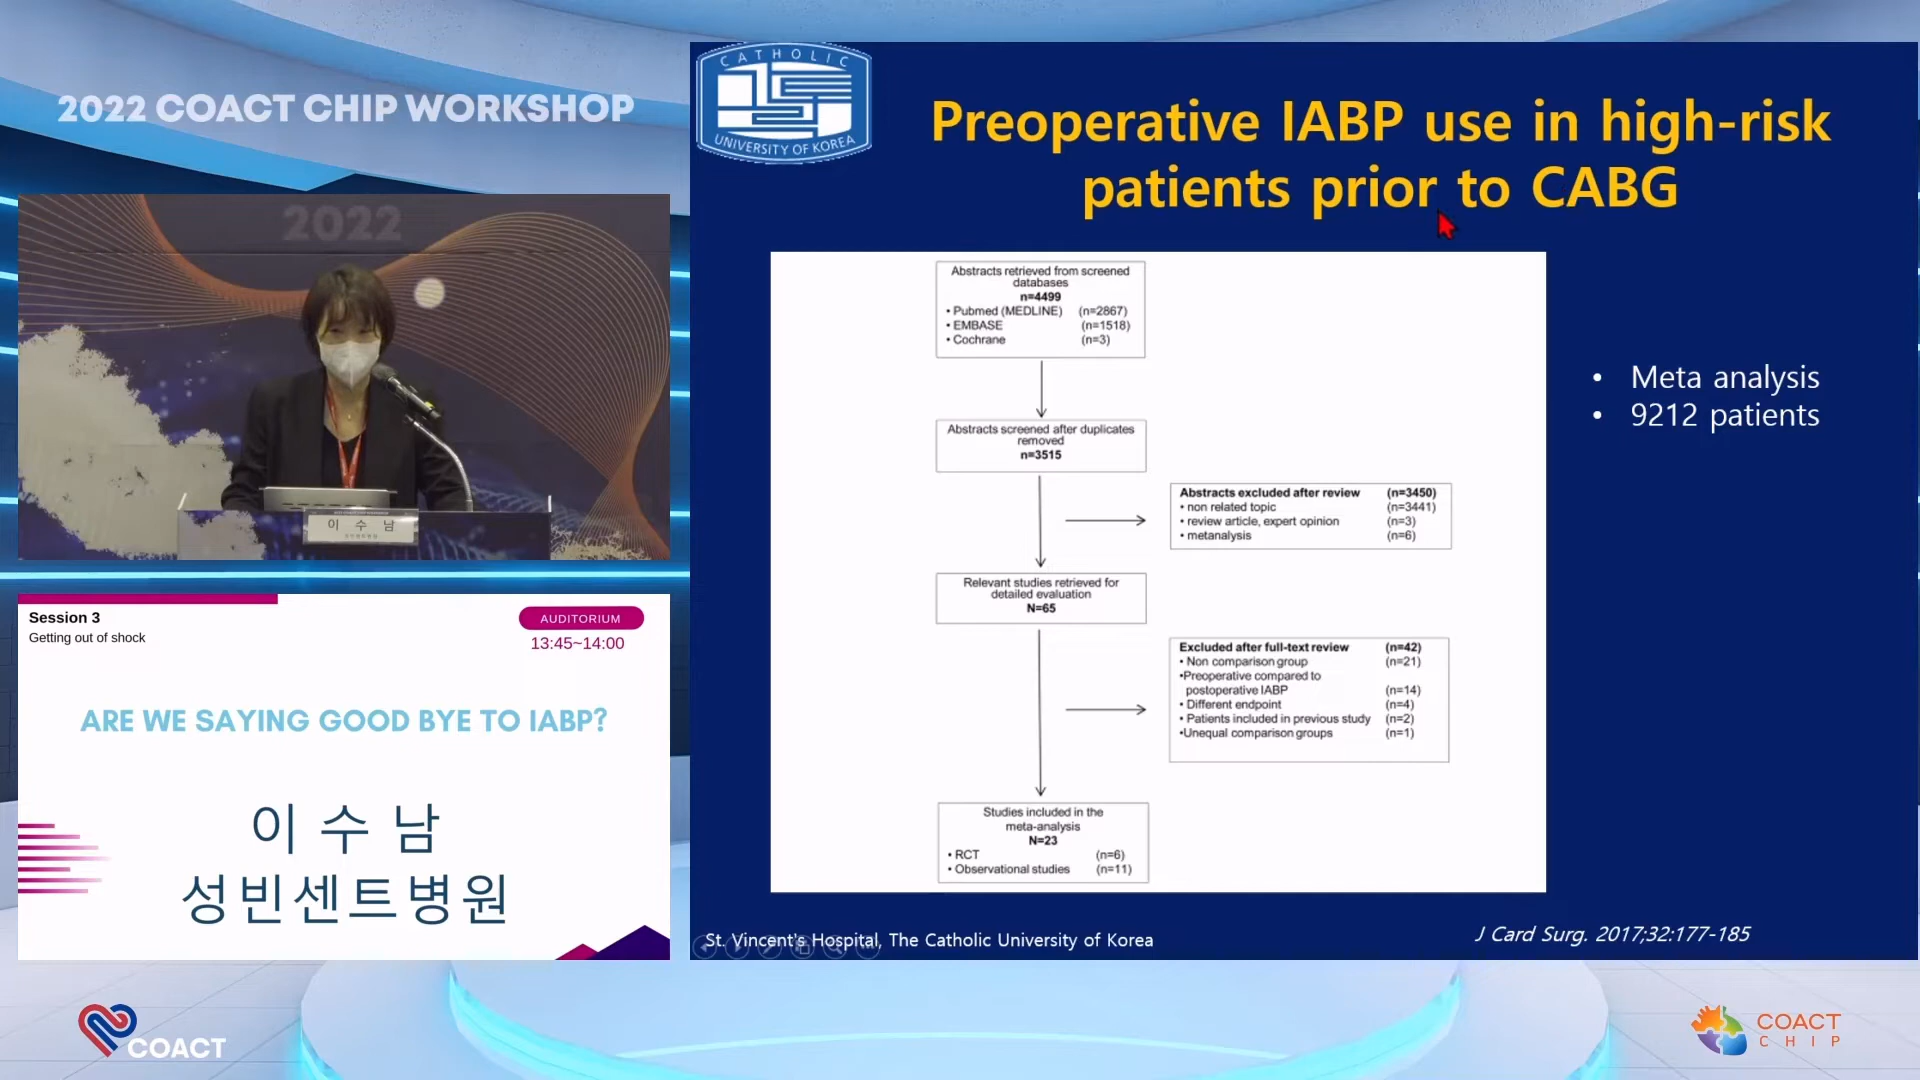 2022 COACT CHIP WORKSHOP
2022
이 수 남
Session 3
Getting out of shock
AUDITORIUM
13:45~14:00
ARE WE SAYING GOOD BYE TO IABP?
이 수 남
성빈센트병원
CATHOLIC
UNIVERSITY OF KOREA
Preoperative IABP use in high-risk
patients prior to CABG
Abstracts retrieved from screened
databases
n=4499
• Pubmed (MEDLINE) (n=2867)
• EMBASE (n=1518)
• Cochrane (n=3)
Abstracts screened after duplicates
removed
n=3515
Abstracts excluded after review (n=3450)
• non related topic (n=3441)
• review article, expert opinion (n=3)
• metanalysis (n=6)
Relevant studies retrieved for
detailed evaluation
N=65
Excluded after full-text review (n=42)
• Non comparison group (n=21)
•Preoperative compared to
postoperative IABP (n=14)
• Different endpoint (n=4)
• Patients included in previous study (n=2)
•Unequal comparison groups (n=1)
Studies included in the
meta-analysis
N=23
• RCT (n=6)
• Observational studies (n=11)
• Meta analysis
• 9212 patients
St. Vincent's Hospital, The Catholic University of Korea
J Card Surg. 2017;32:177-185
COACT
COACT
CHIP